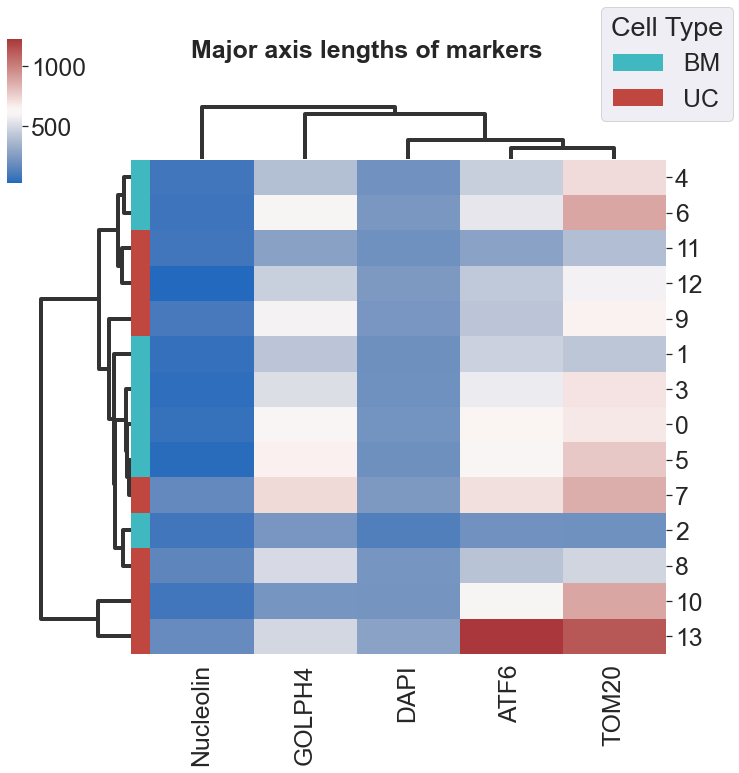 Major axis lengths of markers
Cell Type
BM
UC
1000
500
4
6
11
12
9
1
3
0
5
7
2
8
10
13
Nucleolin
GOLPH4
DAPI
ATF6
TOM20